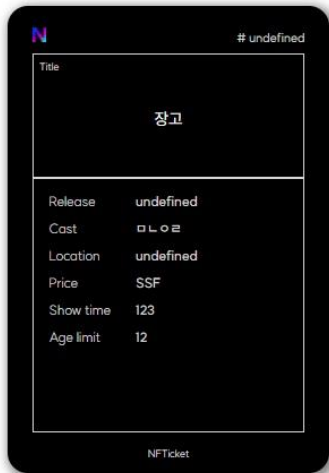 N
# undefined
Title
장고
Release undefined
Cast ㅁㄴㅇㄹ
Location undefined
Price SSF
Show time 123
Age limit 12
NFTicket